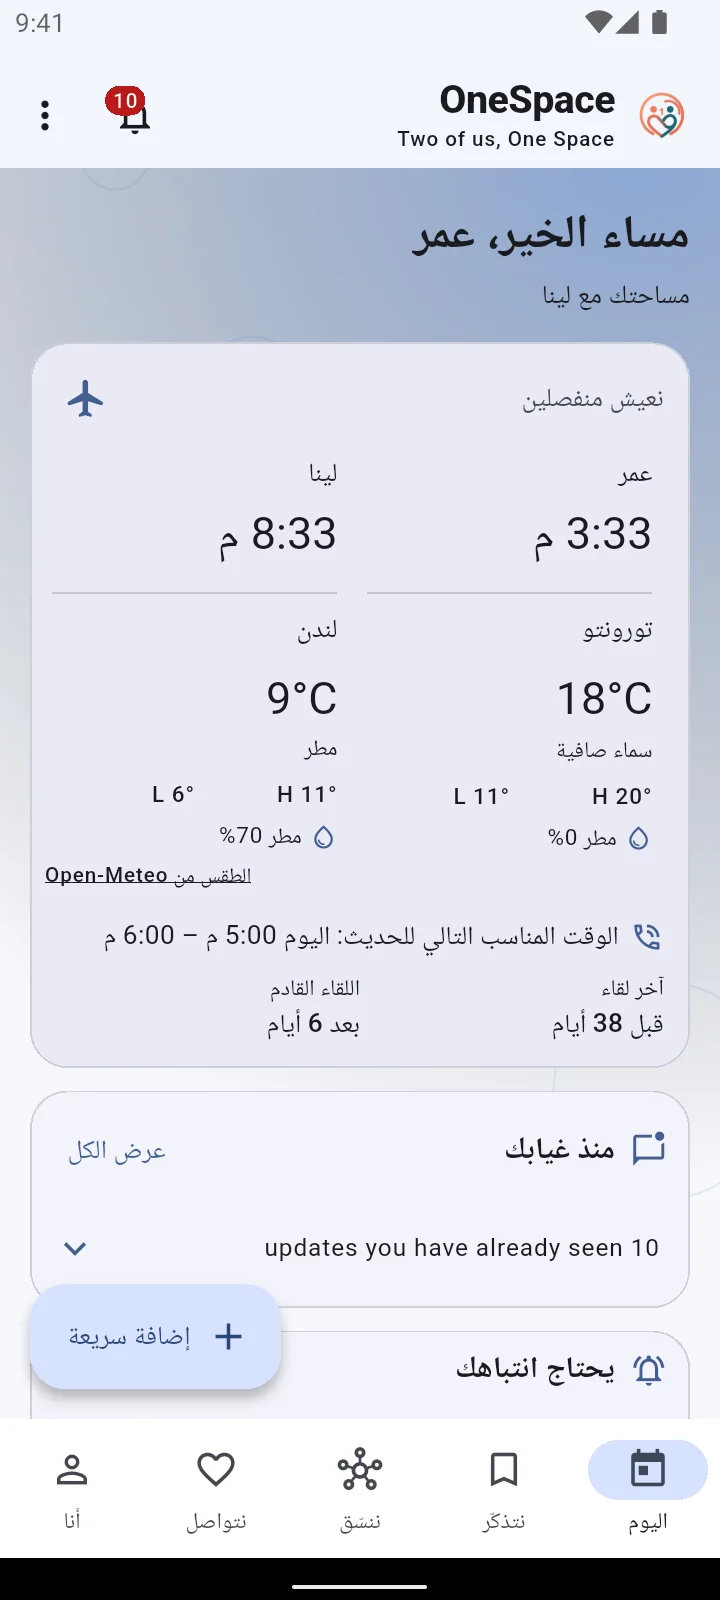 9:41
10
OneSpace
Two of us, One Space
مساء الخير، عمر
مساحتك مع لينا
نعيش منفصلين
عمر
3:33 م
لينا
8:33 م
تورونتو
18°C
سماء صافية
H 20° L 11°
مطر 0%
لندن
9°C
مطر
H 11° L 6°
مطر 70%
الطقس من Open-Meteo
الوقت المناسب التالي للحديث: اليوم 5:00 م – 6:00 م
آخر لقاء
قبل 38 أيام
اللقاء القادم
بعد 6 أيام
منذ غيابك
عرض الكل
10 updates you have already seen
إضافة سريعة
يحتاج انتباهك
اليوم
نتذكّر
ننسّق
نتواصل
أنا